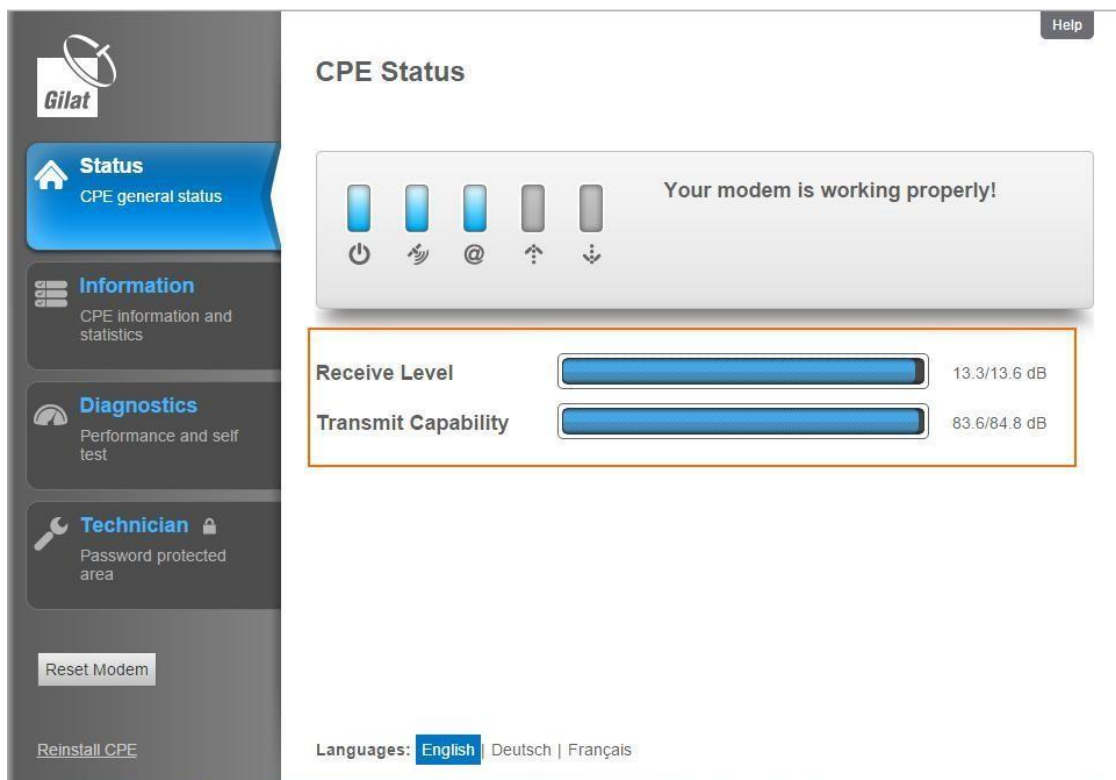 Help
Gilat
CPE Status
Status
CPE general status
Your modem is working properly!
@
Information
CPE information and
statistics
Receive Level 13.3/13.6 dB
Transmit Capability 83.6/84.8 dB
Diagnostics
Performance and self
test
Technician
Password protected
area
Reset Modem
Reinstall CPE
Languages: English | Deutsch | Français